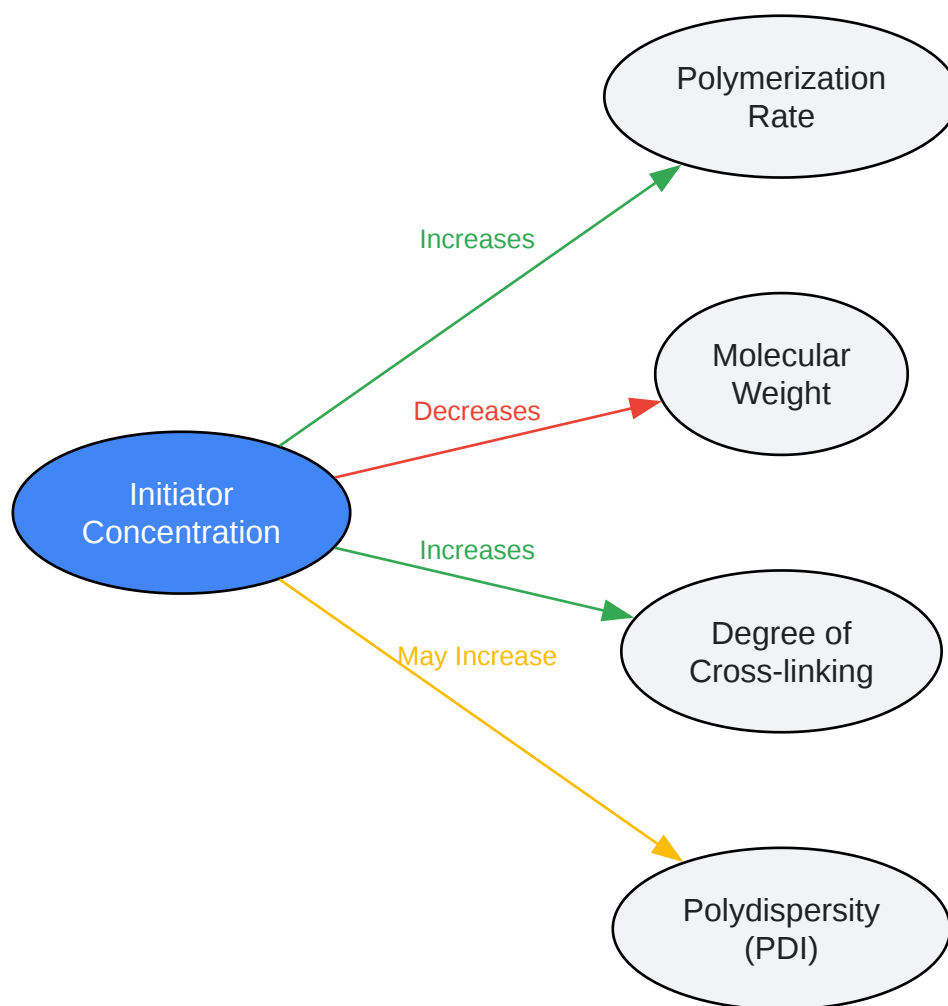 Polymerization
Rate
Increases
Molecular
Weight
Decreases
Initiator
Concentration
Increases
Degree of
Cross-linking
May Increase
Polydispersity
(PDI)